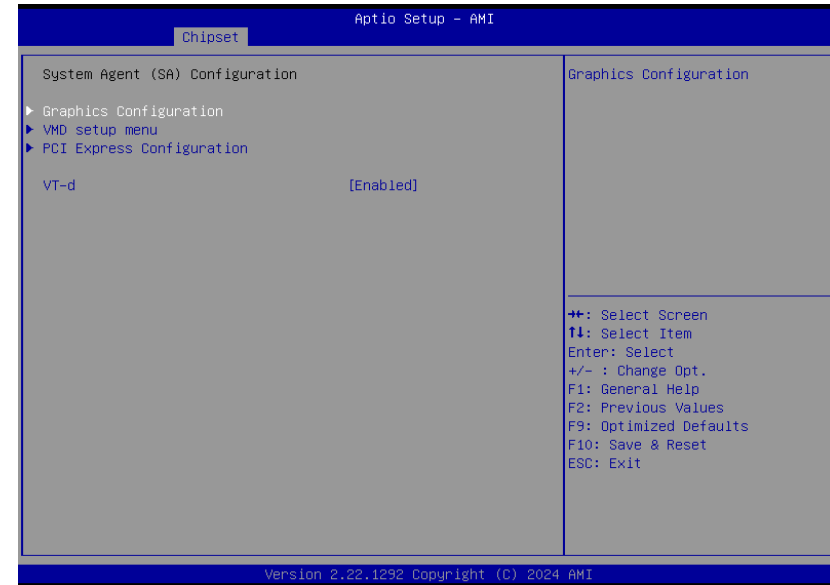 Aptio Setup – AMI
Chipset
System Agent (SA) Configuration
Graphics Configuration
▶ Graphics Configuration
▶ VMD setup menu
▶ PCI Express Configuration
VT-d [Enabled]
→←: Select Screen
↑↓: Select Item
Enter: Select
+/- : Change Opt.
F1: General Help
F2: Previous Values
F9: Optimized Defaults
F10: Save & Reset
ESC: Exit
Version 2.22.1292 Copyright (C) 2024 AMI